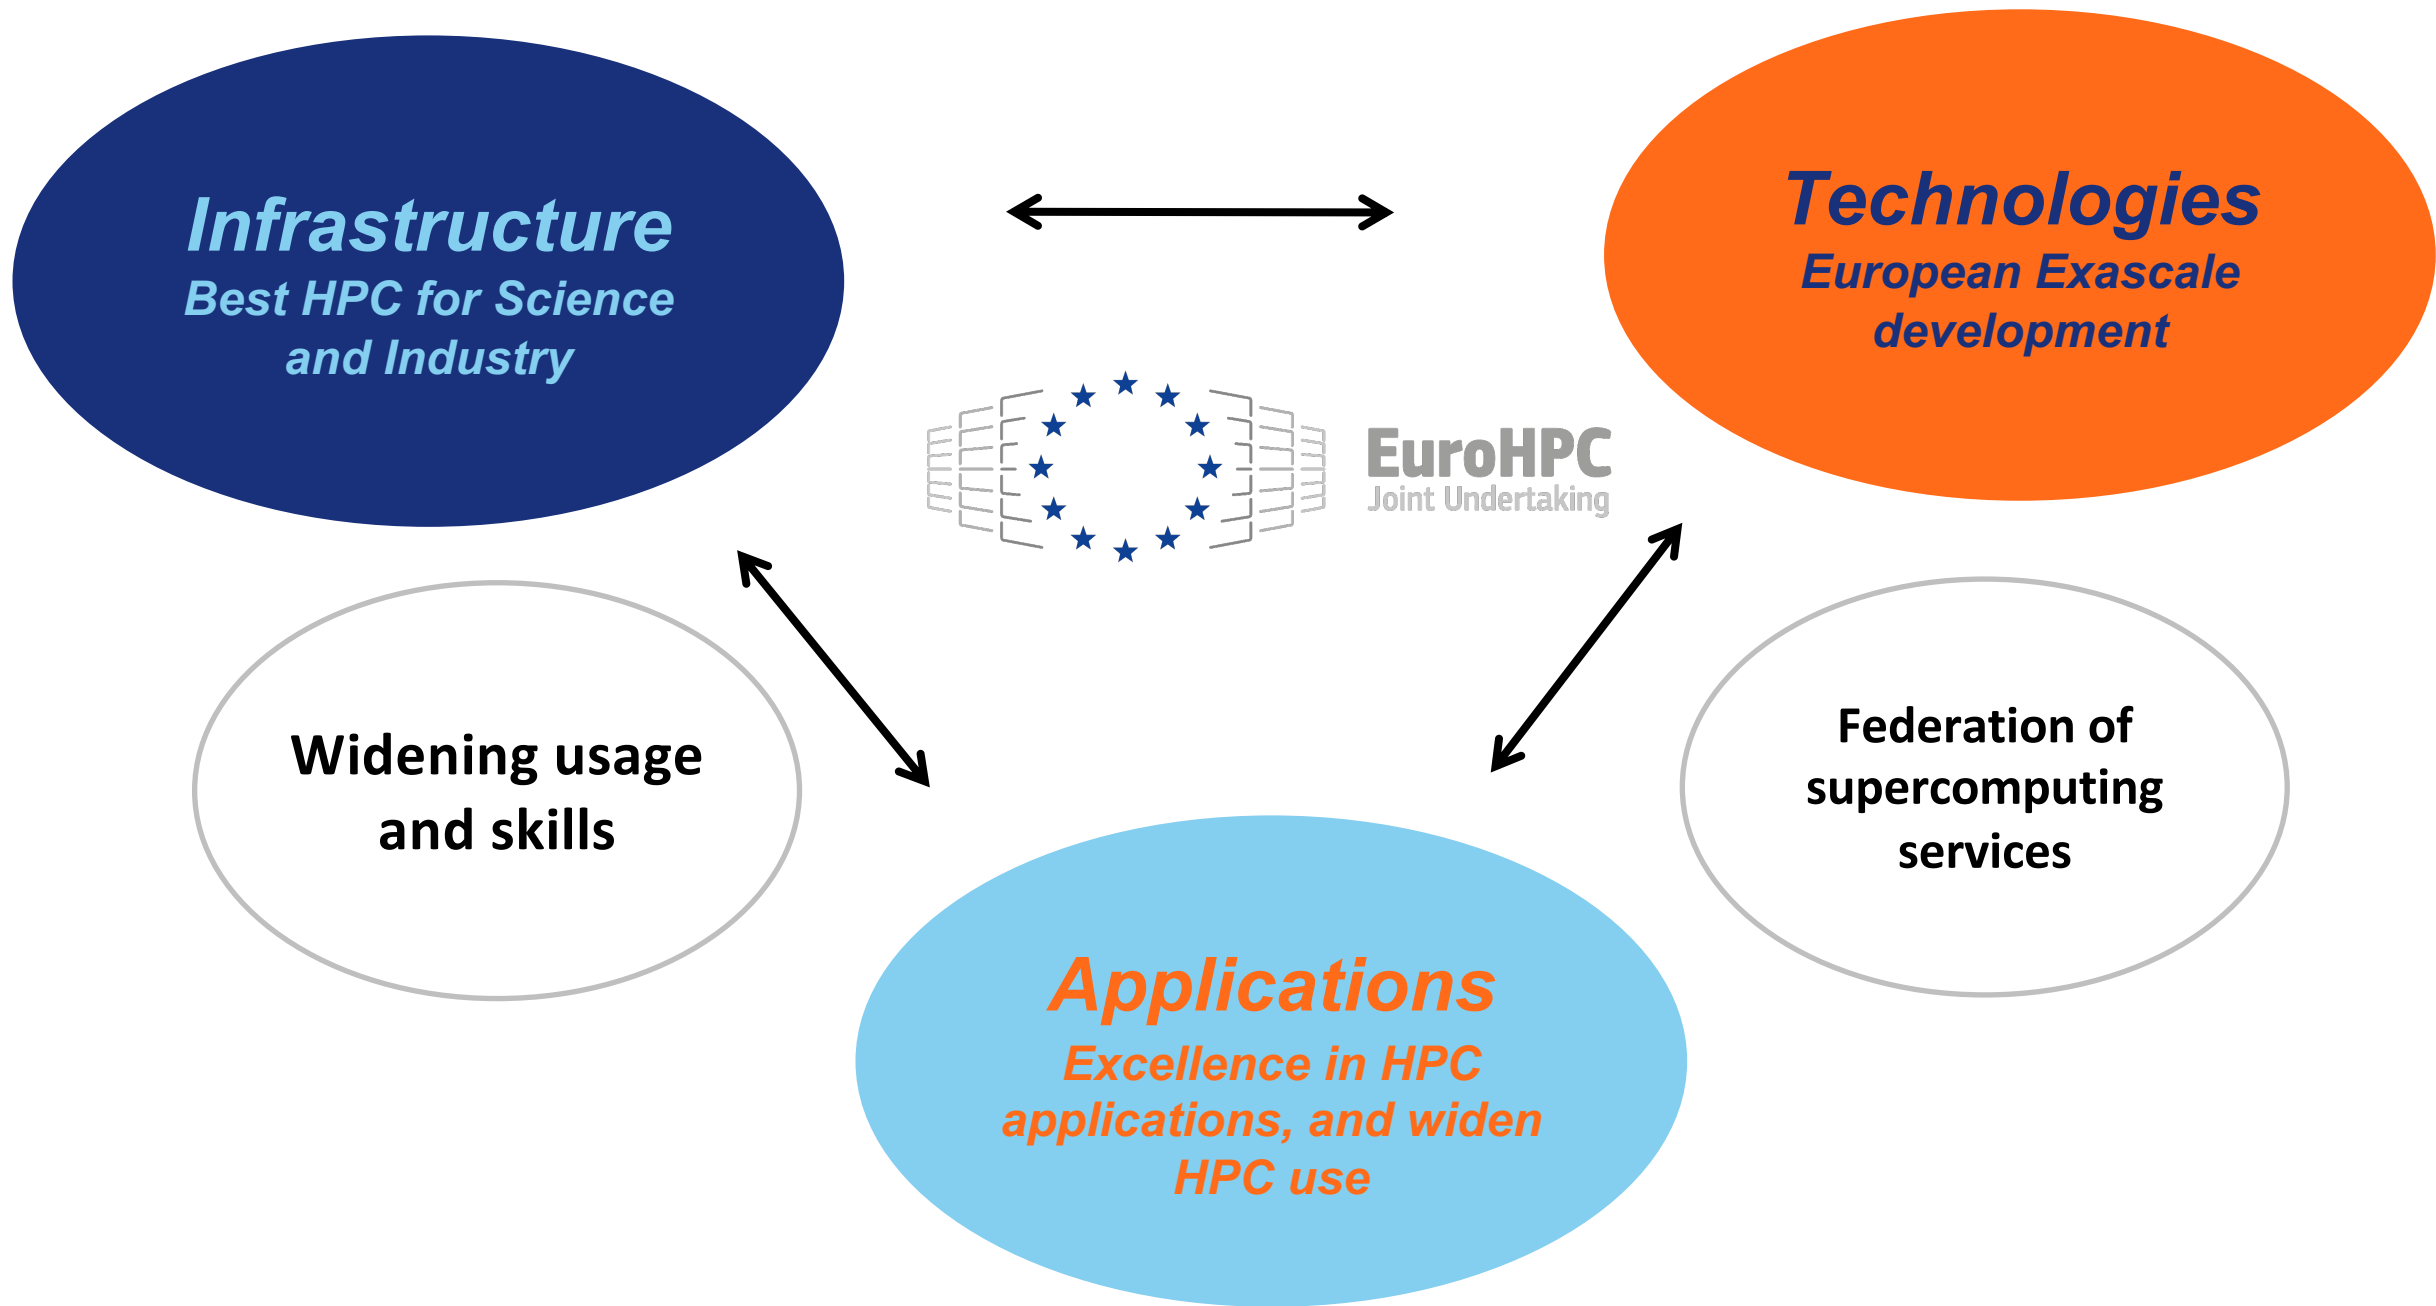 Infrastructure
Best HPC for Science
and Industry
Technologies
European Exascale
development
EuroHPC
Joint Undertaking
Widening usage
and skills
Federation of
supercomputing
services
Applications
Excellence in HPC
applications, and widen
HPC use